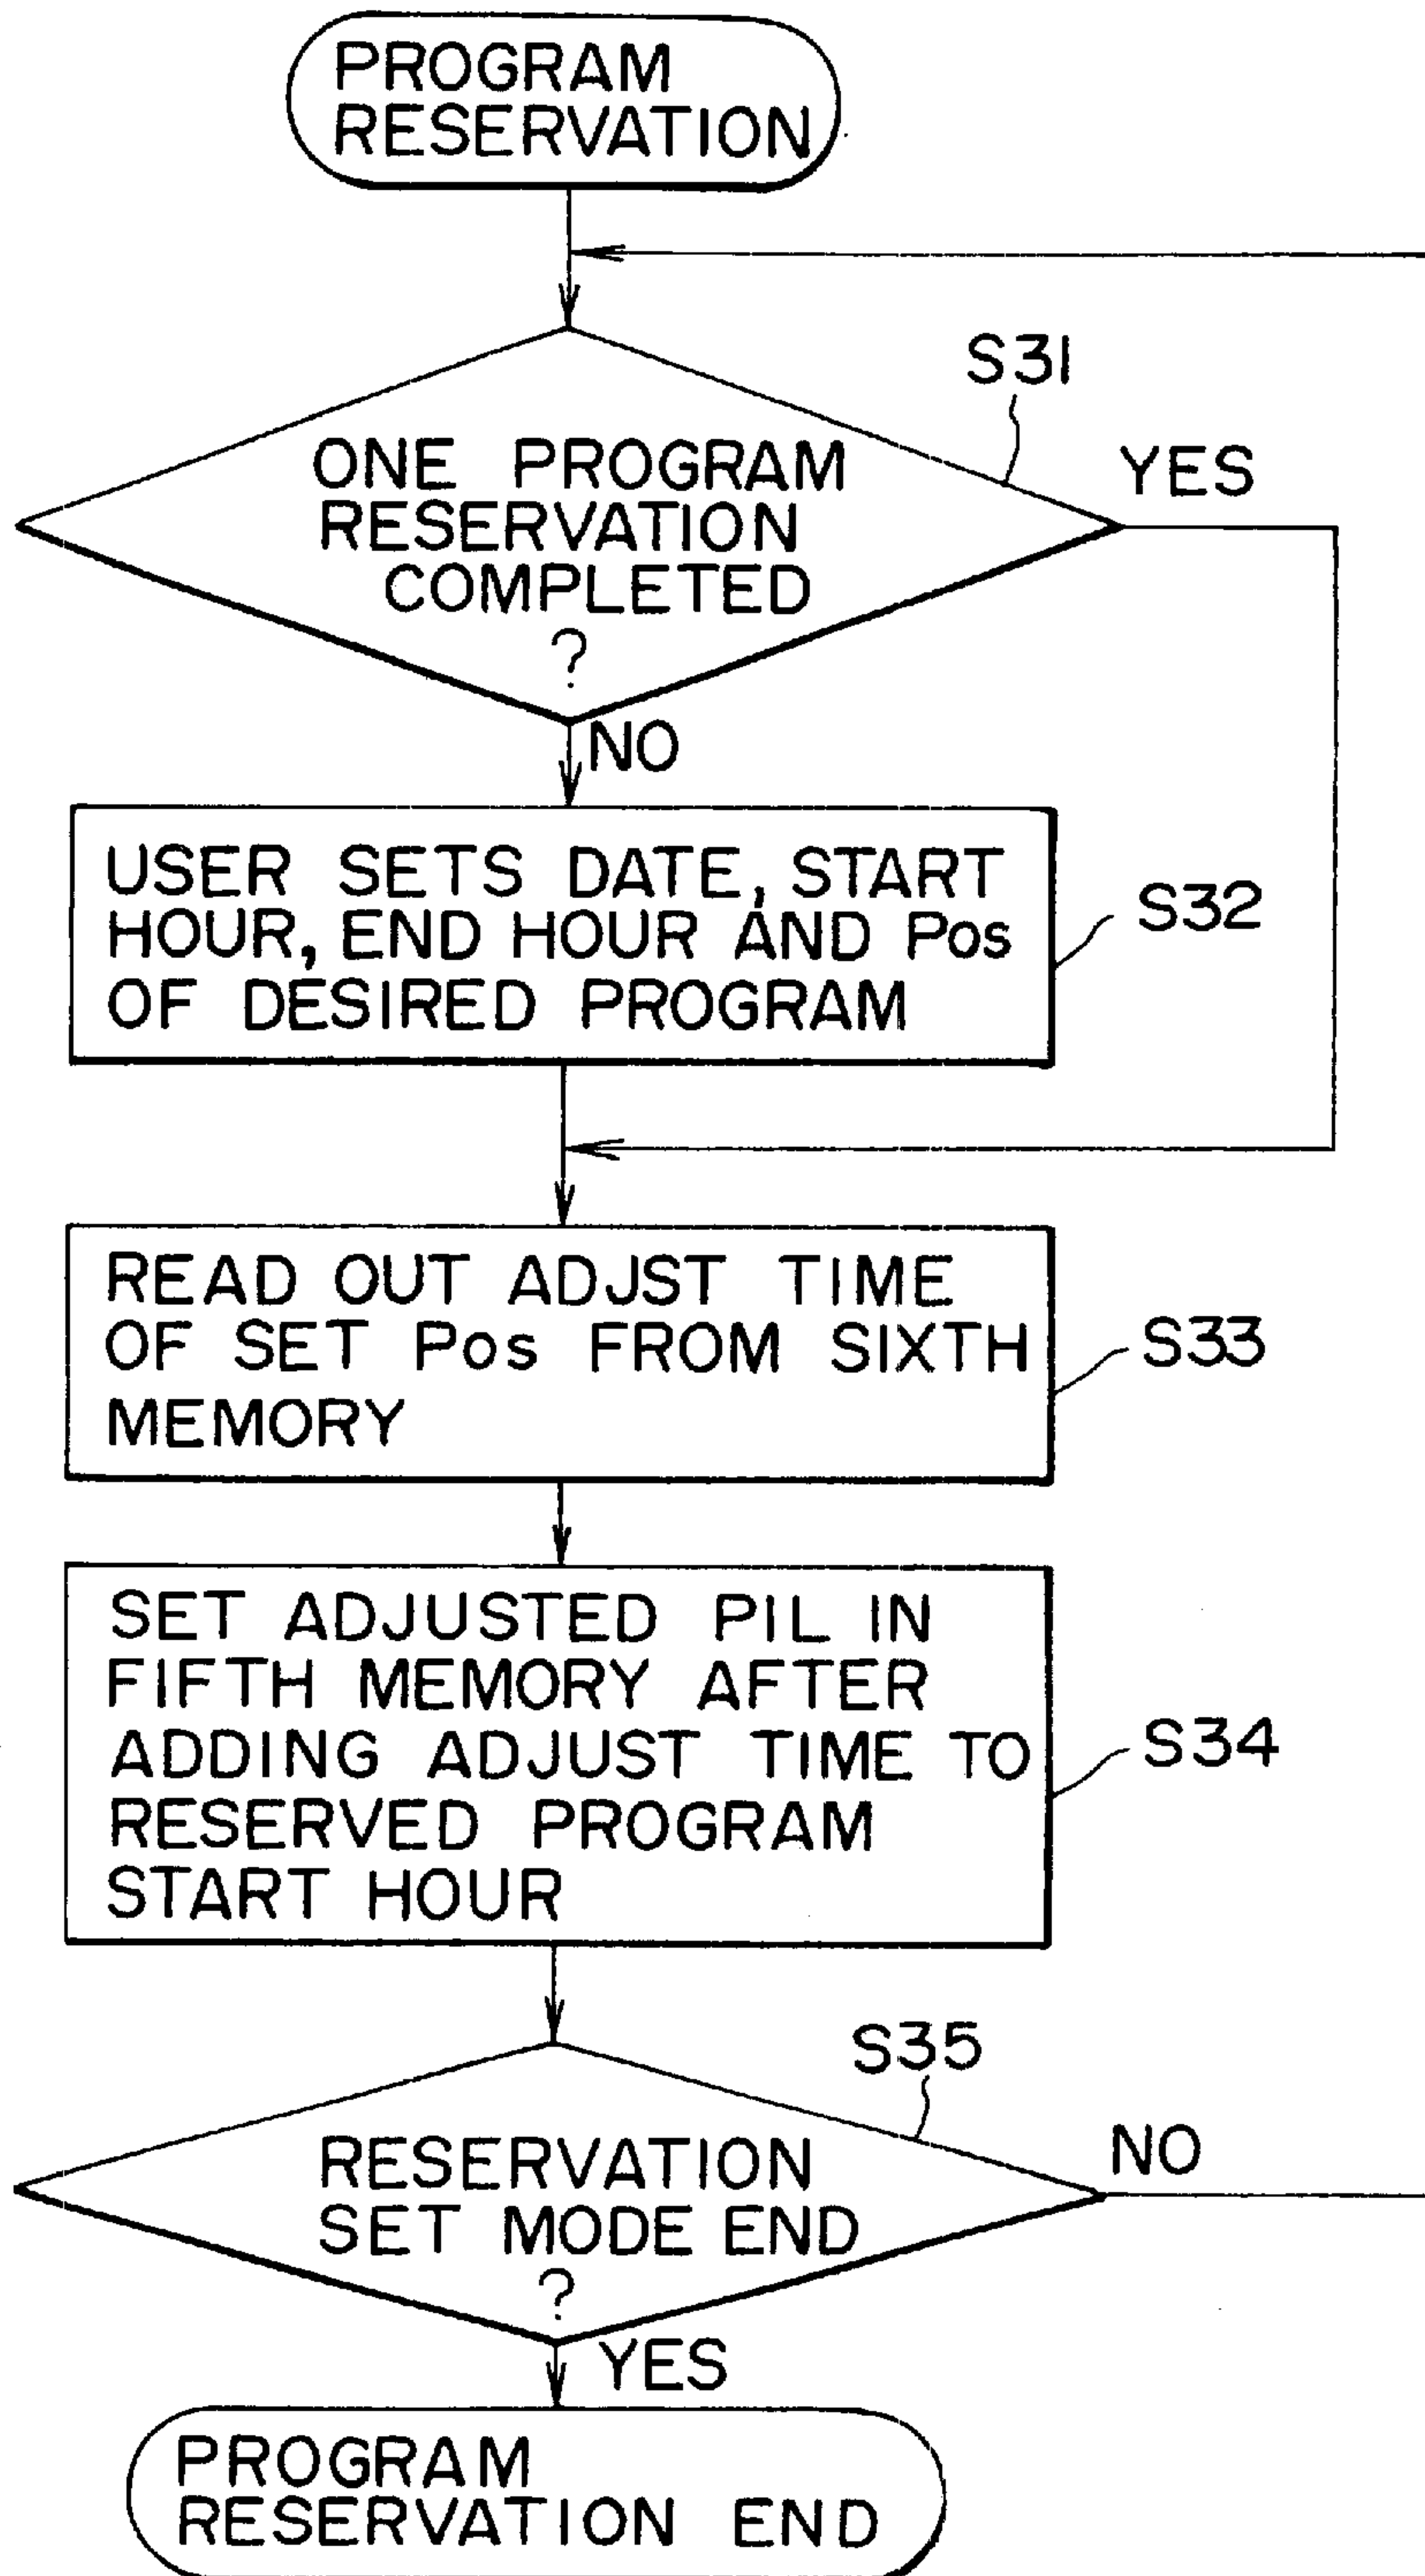 PROGRAM
RESERVATION
S31
YES
ONE PROGRAM
RESERVATION
COMPLETED
?
NO
USER SETS DATE, START
HOUR, END HOUR AND Pos
OF DESIRED PROGRAM
S32
READ OUT ADJST TIME
OF SET Pos FROM SIXTH
MEMORY
S33
SET ADJUSTED PIL IN
FIFTH MEMORY AFTER
ADDING ADJUST TIME TO
RESERVED PROGRAM
START HOUR
S34
S35
NO
RESERVATION
SET MODE END
?
YES
PROGRAM
RESERVATION END